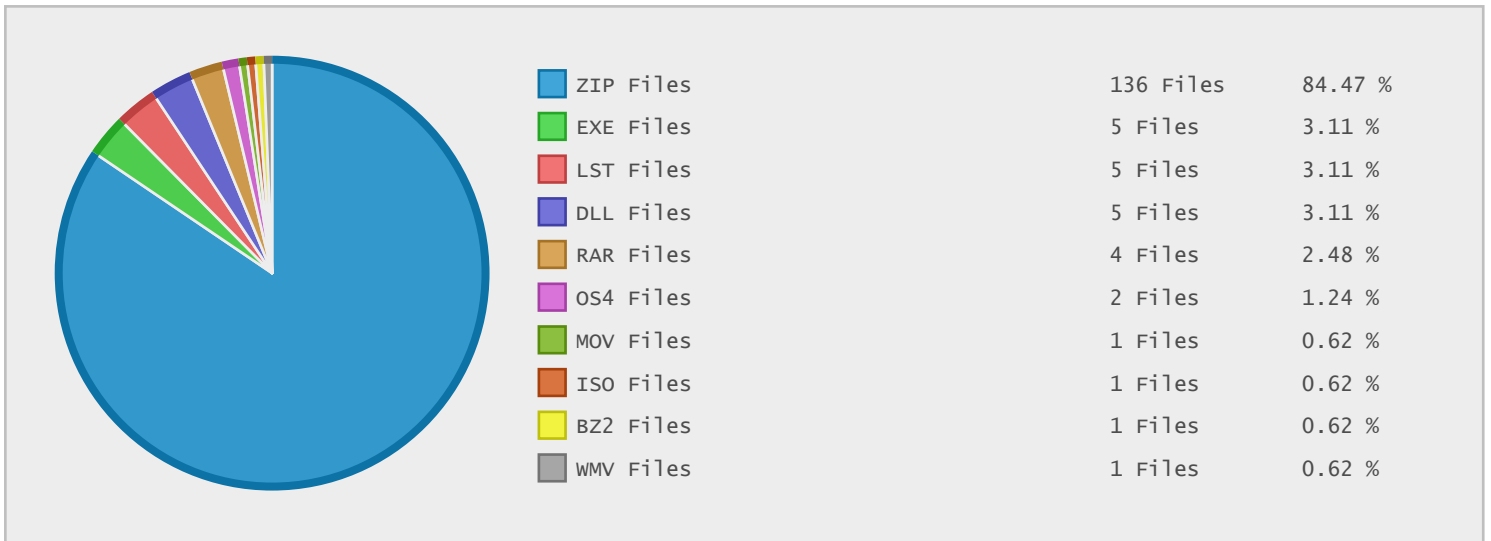 ZIP Files 136 Files 84.47 %
EXE Files 5 Files 3.11 %
LST Files 5 Files 3.11 %
DLL Files 5 Files 3.11 %
RAR Files 4 Files 2.48 %
OS4 Files 2 Files 1.24 %
MOV Files 1 Files 0.62 %
ISO Files 1 Files 0.62 %
BZ2 Files 1 Files 0.62 %
WMV Files 1 Files 0.62 %